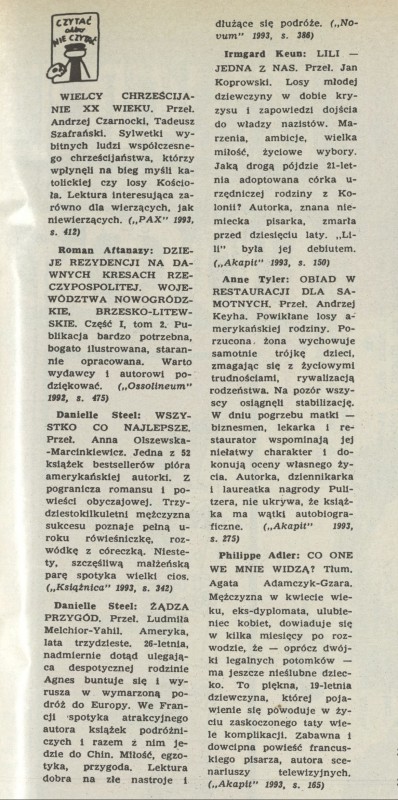 CZYTAĆ
albo
NIE CZYTAĆ
WIELCY CHRZEŚCIJA-
NIE XX WIEKU. Przeł.
Andrzej Czarnocki, Tadeusz
Szafrański. Sylwetki wy-
bitnych ludzi współczesne-
go chrześcijaństwa, którzy
wpłynęli na bieg myśli ka-
tolickiej czy losy Kościo-
ła. Lektura interesująca za-
równo dla wierzących, jak
niewierzących. („PAX" 1993,
s. 412)
Roman Aftanazy: DZIE-
JE REZYDENCJI NA DA-
WNYCH KRESACH RZE-
CZYPOSPOLITEJ. WOJE-
WÓDZTWA NOWOGRÓDZ-
KIE, BRZESKO-LITEW-
SKIE. Część I, tom 2. Pu-
blikacja bardzo potrzebna,
bogato ilustrowana, staran-
nie opracowana. Warto
wydawcy i autorowi po-
dziękować. („Ossolineum"
1992, s. 475)
Danielle Steel: WSZY-
STKO CO NAJLEPSZE.
Przeł. Anna Olszewska-
-Marcinkiewicz. Jedna z 52
książek bestsellerów pióra
amerykańskiej autorki. Z
pogranicza romansu i po-
wieści obyczajowej. Trzy-
dziestokilkuletni mężczyzna
sukcesu poznaje pełną u-
roku rówieśniczkę, roz-
wódkę z córeczką. Nieste-
ty, szczęśliwą małżeńską
parę spotyka wielki cios.
(„Książnica" 1993, s. 342)
Danielle Steel: ŻĄDZA
PRZYGÓD. Przeł. Ludmiła
Melchior-Yahil. Ameryka,
lata trzydzieste. 26-letnia,
nadmiernie dotąd ulegają-
ca despotycznej rodzinie
Agnes buntuje się i wy-
rusza w wymarzoną po-
dróż do Europy. We Fran-
cji spotyka atrakcyjnego
autora książek podróżni-
czych i razem z nim je-
dzie do Chin. Miłość, egzo-
tyka, przygoda. Lektura
dobra na złe nastroje i
dłużące się podróże. („No-
vum" 1993, s. 386)
Irmgard Keun: LILI —
JEDNA Z NAS. Przeł. Jan
Koprowski. Losy młodej
dziewczyny w dobie kry-
zysu i zapowiedzi dojścia
do władzy nazistów. Ma-
rzenia, ambicje, wielka
miłość, życiowe wybory.
Jaką drogą pójdzie 21-let-
nia adoptowana córka u-
rzędniczej rodziny z Ko-
lonii? Autorka, znana nie-
miecka pisarka, zmarła
przed dziesięciu laty. „Li-
li" była jej debiutem.
(„Akapit" 1993, s. 150)
Anne Tyler: OBIAD W
RESTAURACJI DLA SA-
MOTNYCH. Przeł. Andrzej
Keyha. Powikłane losy a-
merykańskiej rodziny. Po-
rzucona żona wychowuje
samotnie trójkę dzieci,
zmagając się z życiowymi
trudnościami, rywalizacją
rodzeństwa. Na pozór wszy-
scy osiągnęli stabilizację.
W dniu pogrzebu matki —
biznesmen, lekarka i re-
staurator wspominają jej
niełatwy charakter i do-
konują oceny własnego ży-
cia. Autorka, dziennikarka
i laureatka nagrody Puli-
tzera, nie ukrywa, że książ-
ka ma wątki autobiogra-
ficzne. („Akapit" 1993,
s. 275)
Philippe Adler: CO ONE
WE MNIE WIDZĄ? Tłum.
Agata Adamczyk-Gzara.
Mężczyzna w kwiecie wie-
ku, eks-dyplomata, ulubie-
niec kobiet, dowiaduje się
w kilka miesięcy po roz-
wodzie, że — oprócz dwój-
ki legalnych potomków —
ma jeszcze nieślubne dziec-
ko. To piękna, 19-letnia
dziewczyna, której poja-
wienie się powoduje w ży-
ciu zaskoczonego taty wie-
le komplikacji. Zabawna i
dowcipna powieść francus-
kiego pisarza, autora sce-
nariuszy telewizyjnych.
(„Akapit" 1993, s. 165)